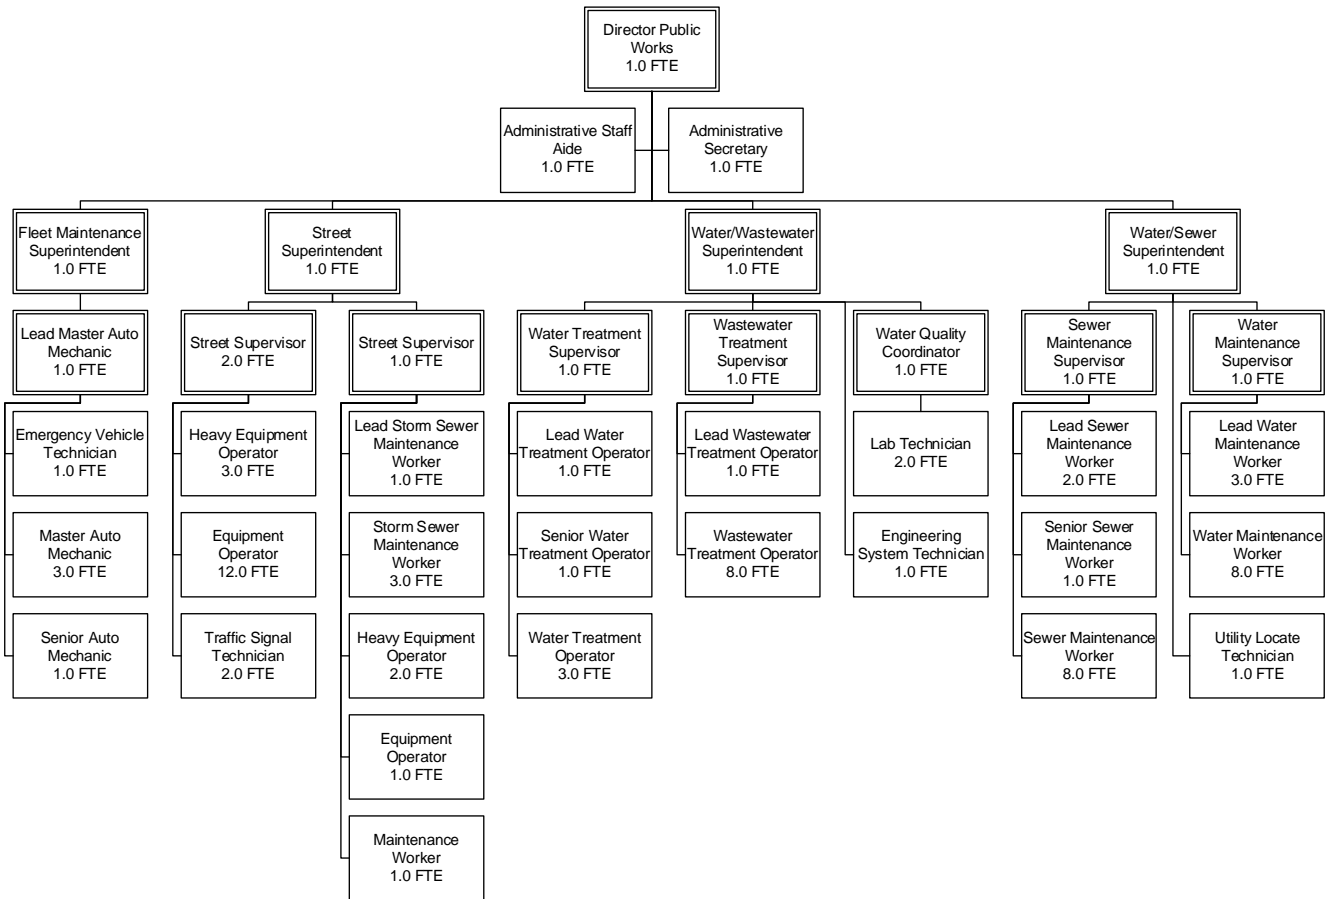 Director Public
Works
1.0 FTE
Administrative Staff
Aide
1.0 FTE
Administrative
Secretary
1.0 FTE
Fleet Maintenance
Superintendent
1.0 FTE
Street
Superintendent
1.0 FTE
Water/Wastewater
Superintendent
1.0 FTE
Water/Sewer
Superintendent
1.0 FTE
Lead Master Auto
Mechanic
1.0 FTE
Street Supervisor
2.0 FTE
Street Supervisor
1.0 FTE
Water Treatment
Supervisor
1.0 FTE
Wastewater
Treatment
Supervisor
1.0 FTE
Water Quality
Coordinator
1.0 FTE
Sewer
Maintenance
Supervisor
1.0 FTE
Water
Maintenance
Supervisor
1.0 FTE
Emergency Vehicle
Technician
1.0 FTE
Heavy Equipment
Operator
3.0 FTE
Lead Storm Sewer
Maintenance
Worker
1.0 FTE
Lead Water
Treatment Operator
1.0 FTE
Lead Wastewater
Treatment Operator
1.0 FTE
Lab Technician
2.0 FTE
Lead Sewer
Maintenance
Worker
2.0 FTE
Lead Water
Maintenance
Worker
3.0 FTE
Master Auto
Mechanic
3.0 FTE
Equipment
Operator
12.0 FTE
Storm Sewer
Maintenance
Worker
3.0 FTE
Senior Water
Treatment Operator
1.0 FTE
Wastewater
Treatment Operator
8.0 FTE
Engineering
System Technician
1.0 FTE
Senior Sewer
Maintenance
Worker
1.0 FTE
Water Maintenance
Worker
8.0 FTE
Senior Auto
Mechanic
1.0 FTE
Traffic Signal
Technician
2.0 FTE
Heavy Equipment
Operator
2.0 FTE
Water Treatment
Operator
3.0 FTE
Sewer Maintenance
Worker
8.0 FTE
Utility Locate
Technician
1.0 FTE
Equipment
Operator
1.0 FTE
Maintenance
Worker
1.0 FTE